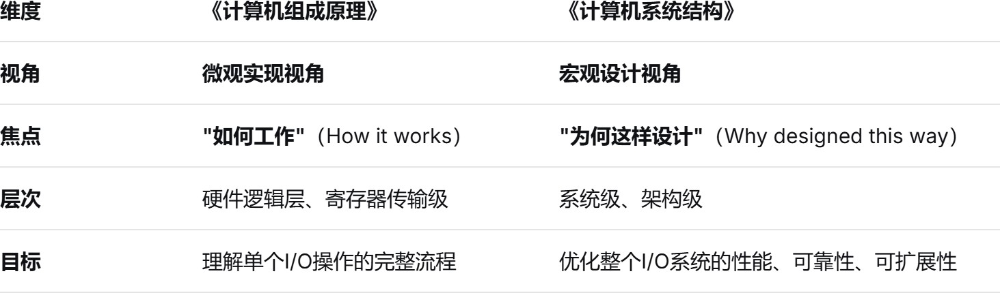 维度 《计算机组成原理》 《计算机系统结构》
视角 微观实现视角 宏观设计视角
焦点 "如何工作"（How it works） "为何这样设计"（Why designed this way）
层次 硬件逻辑层、寄存器传输级 系统级、架构级
目标 理解单个I/O操作的完整流程 优化整个I/O系统的性能、可靠性、可扩展性